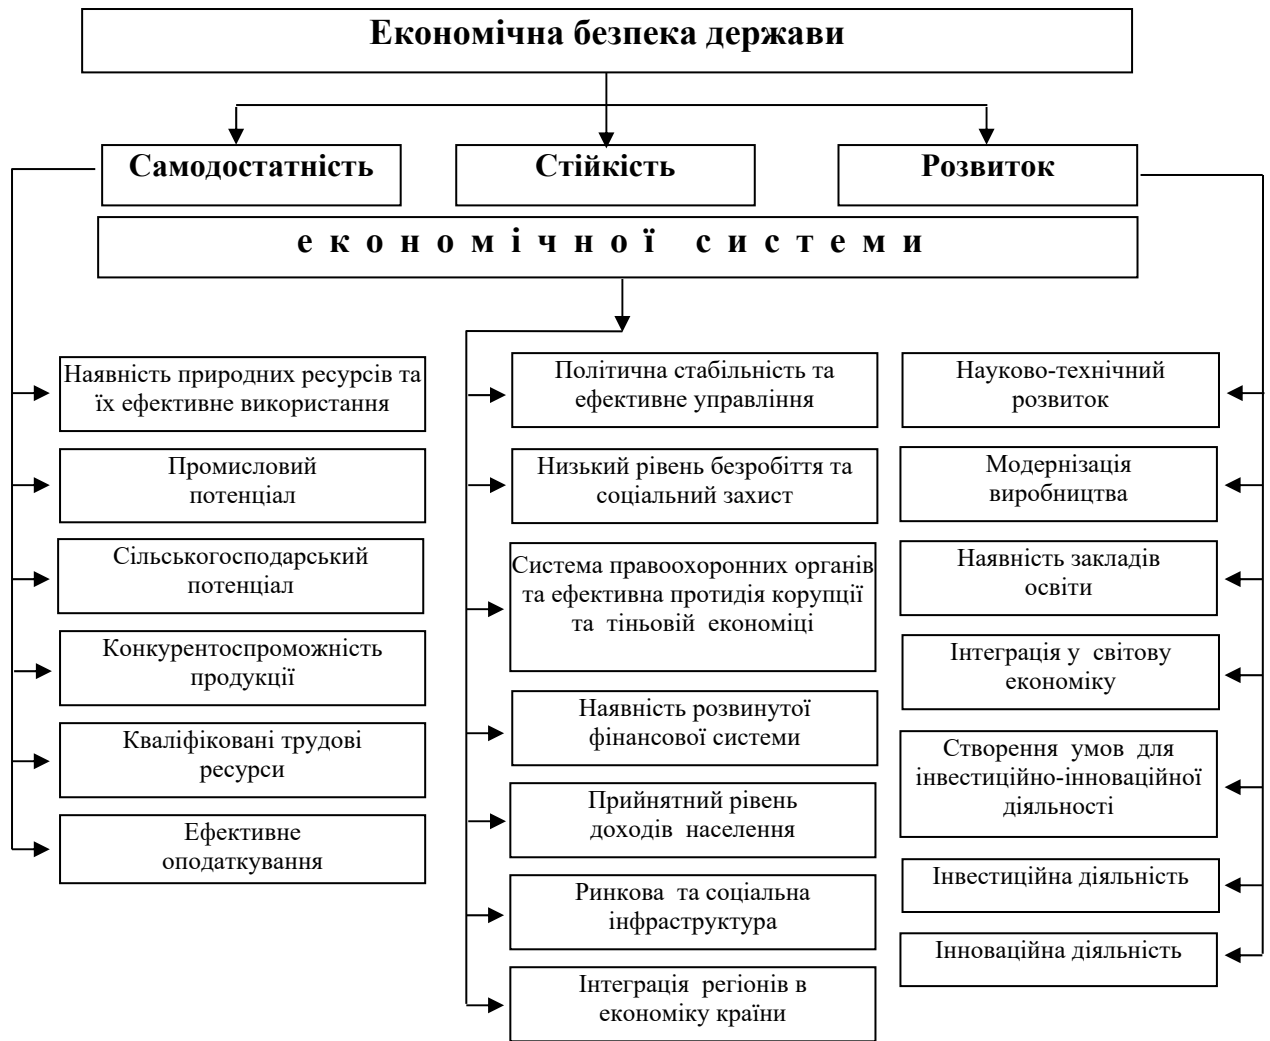 Економічна безпека держави
Самодостатність
Стійкість
Розвиток
економічної системи
Наявність природних ресурсів та
їх ефективне використання
Промисловий
потенціал
Сільськогосподарський
потенціал
Конкурентоспроможність
продукції
Кваліфіковані трудові
ресурси
Ефективне
оподаткування
Політична стабільність та
ефективне управління
Низький рівень безробіття та
соціальний захист
Система правоохоронних органів
та ефективна протидія корупції
та тіньовій економіці
Наявність розвинутої
фінансової системи
Прийнятний рівень
доходів населення
Ринкова та соціальна
інфраструктура
Інтеграція регіонів в
економіку країни
Науково-технічний
розвиток
Модернізація
виробництва
Наявність закладів
освіти
Інтеграція у світову
економіку
Створення умов для
інвестиційно-інноваційної
діяльності
Інвестиційна діяльність
Інноваційна діяльність